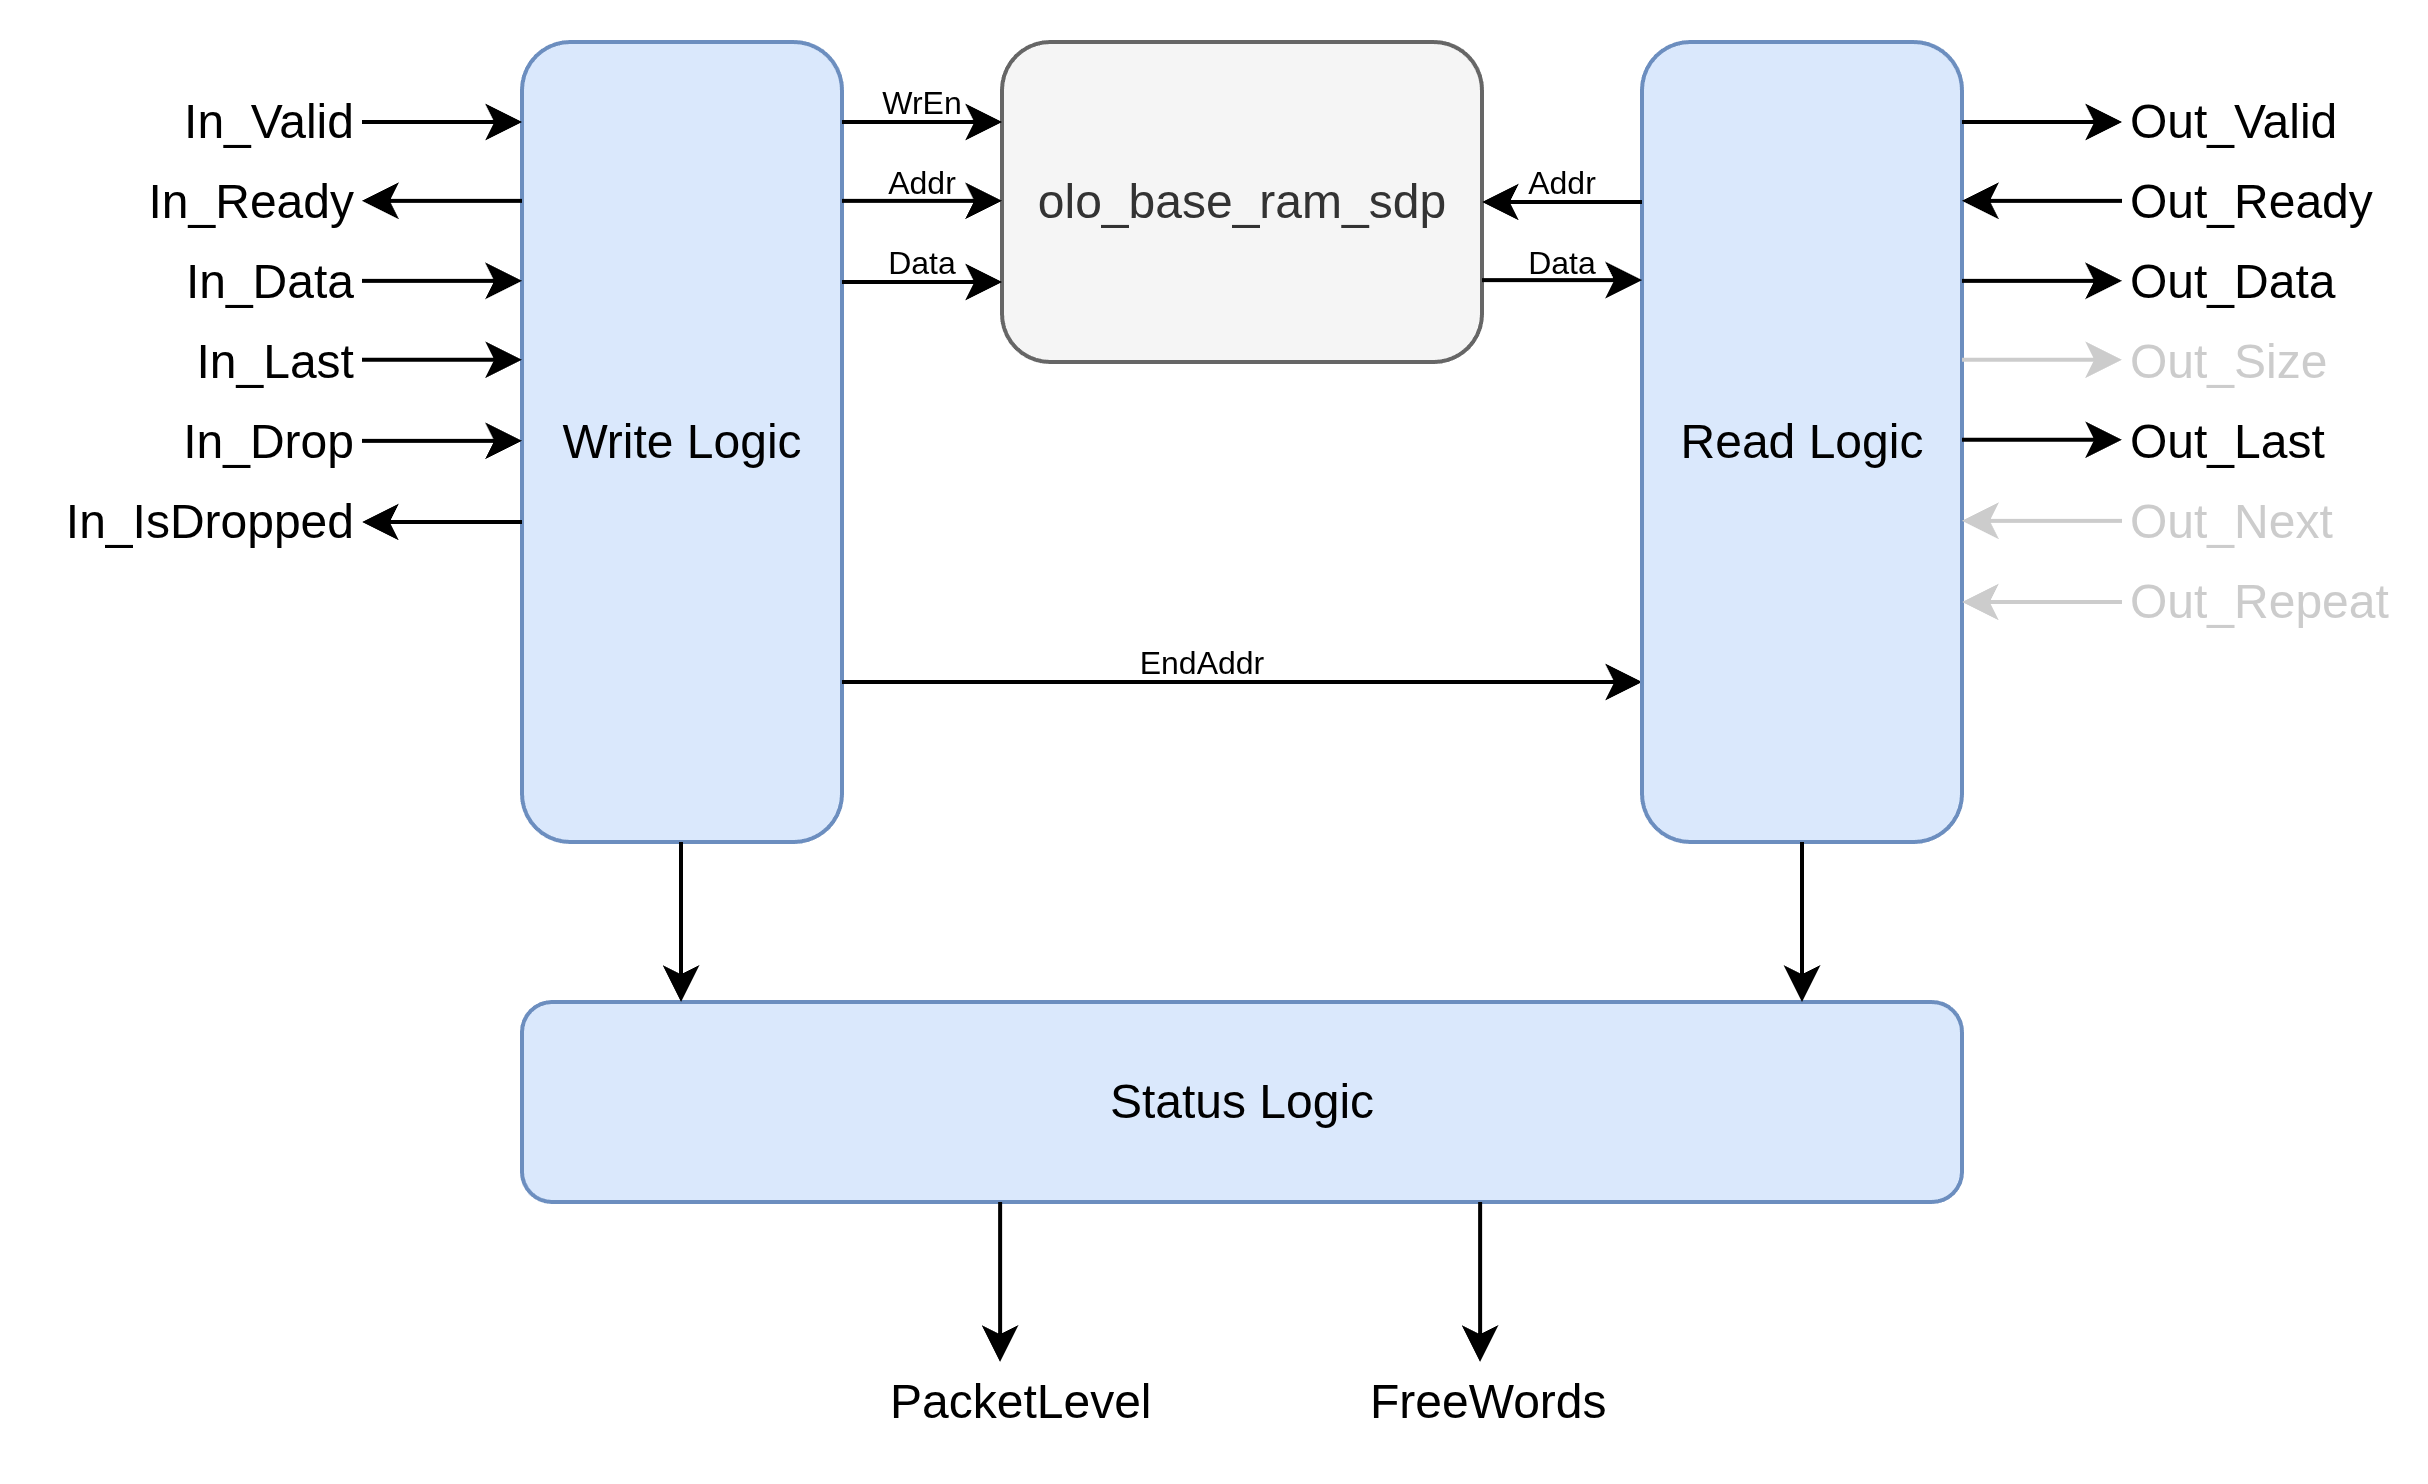 In_Valid
In_Ready
In_Data
In_Last
In_Drop
In_IsDropped
Write Logic
WrEn
Addr
Data
olo_base_ram_sdp
Addr
Data
EndAddr
Read Logic
Out_Valid
Out_Ready
Out_Data
Out_Size
Out_Last
Out_Next
Out_Repeat
Status Logic
PacketLevel
FreeWords